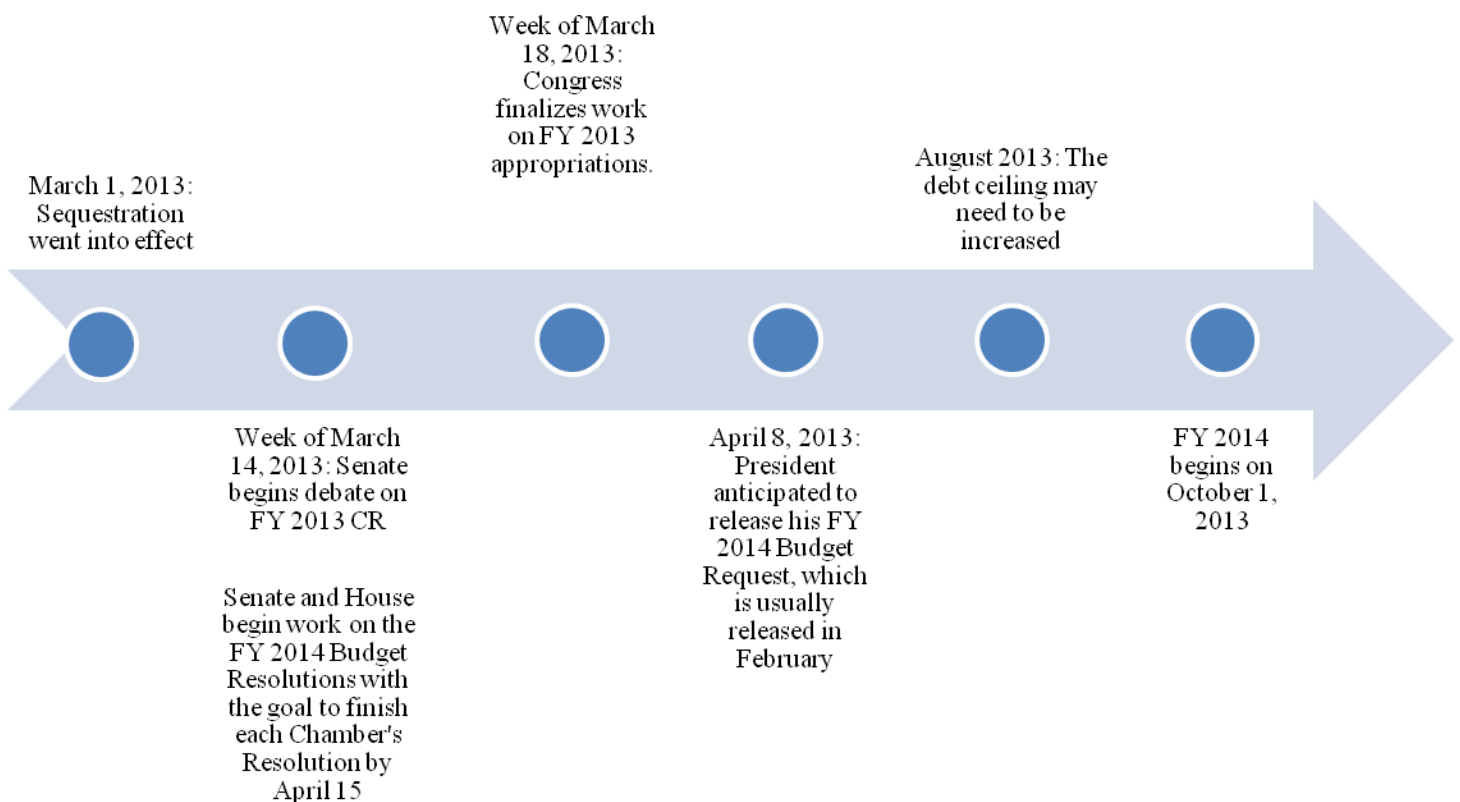 March 1, 2013:
Sequestration
went into effect
Week of March
14, 2013: Senate
begins debate on
FY 2013 CR
Senate and House
begin work on the
FY 2014 Budget
Resolutions with
the goal to finish
each Chamber's
Resolution by
April 15
Week of March
18, 2013:
Congress
finalizes work
on FY 2013
appropriations.
April 8, 2013:
President
anticipated to
release his FY
2014 Budget
Request, which
is usually
released in
February
August 2013: The
debt ceiling may
need to be
increased
FY 2014
begins on
October 1,
2013